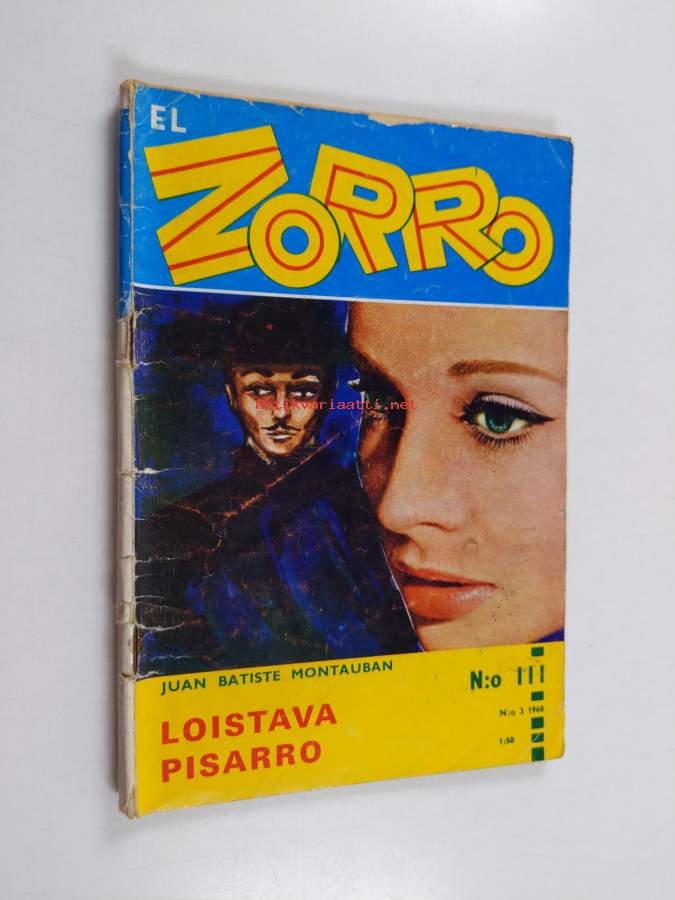 EL
ZORRO
antikvariaatti.net
JUAN BATISTE MONTAUBAN
N:o 111
LOISTAVA
PISARRO
N:o 3 1968
1:50